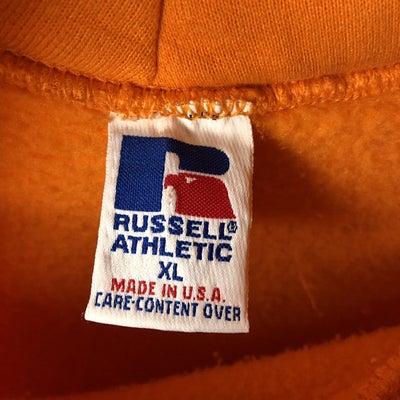 RUSSELL®
ATHLETIC
XL
MADE IN U.S.A.
CARE-CONTENT OVER